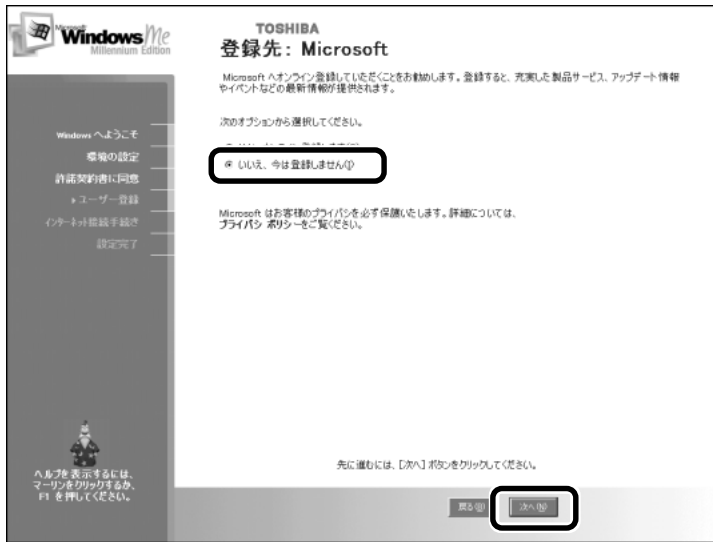 Microsoft
Windows Me
Millennium Edition
TOSHIBA
登録先: Microsoft
Microsoft へオンライン登録していただくことをお勧めします。登録すると、充実した製品サービス、アップデート情報
やイベントなどの最新情報が提供されます。
次のオプションから選択してください。
いいえ、今は登録しません(I)
Microsoft はお客様のプライバシを必ず保護いたします。詳細については、
プライバシ ポリシーをご覧ください。
Windows へようこそ
環境の設定
許諾契約書に同意
ユーザー登録
インターネット接続手続き
設定完了
ヘルプを表示するには、
マーリンをクリックするか、
F1 を押してください。
先に進むには、[次へ] ボタンをクリックしてください。
戻る(B)
次へ(N)